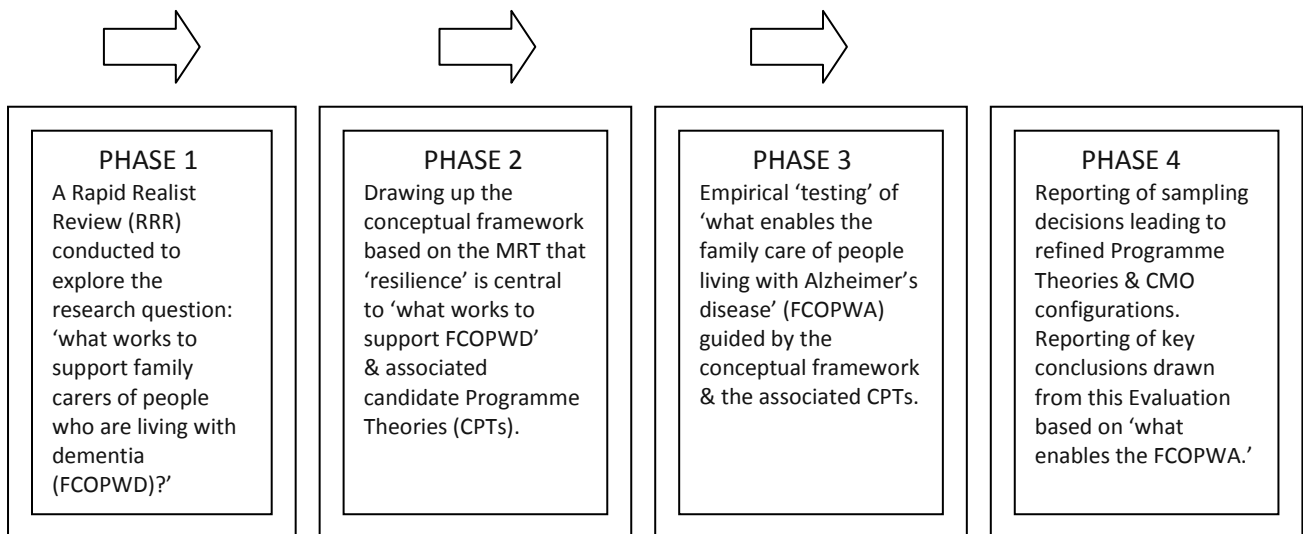 PHASE 1
A Rapid Realist
Review (RRR)
conducted to
explore the
research question:
‘what works to
support family
carers of people
who are living with
dementia
(FCOPWD)?’
PHASE 2
Drawing up the
conceptual framework
based on the MRT that
‘resilience’ is central
to ‘what works to
support FCOPWD’
& associated
candidate Programme
Theories (CPTs).
PHASE 3
Empirical ‘testing’ of
‘what enables the
family care of people
living with Alzheimer’s
disease’ (FCOPWA)
guided by the
conceptual framework
& the associated CPTs.
PHASE 4
Reporting of sampling
decisions leading to
refined Programme
Theories & CMO
configurations.
Reporting of key
conclusions drawn
from this Evaluation
based on ‘what
enables the FCOPWA.’